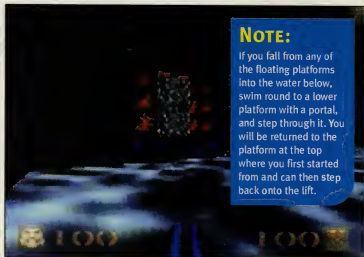 NOTE:
If you fall from any of
the floating platforms
into the water below,
swim round to a lower
platform with a portal,
and step through it. You
will be returned to the
platform at the top
where you first started
from and can then step
back onto the lift.
100
100